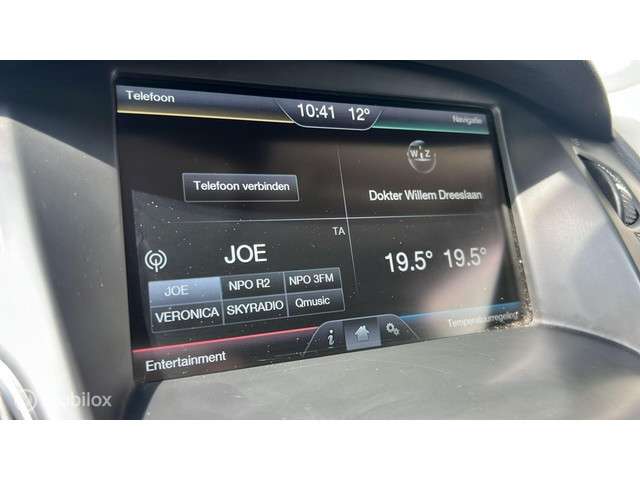 Telefoon
10:41 12°
Navigatie
Telefoon verbinden
W Z
Dokter Willem Dreeslaan
TA
JOE
19.5° 19.5°
JOE NPO R2 NPO 3FM
VERONICA SKYRADIO Qmusic
Entertainment
i
Temperatuurregeling